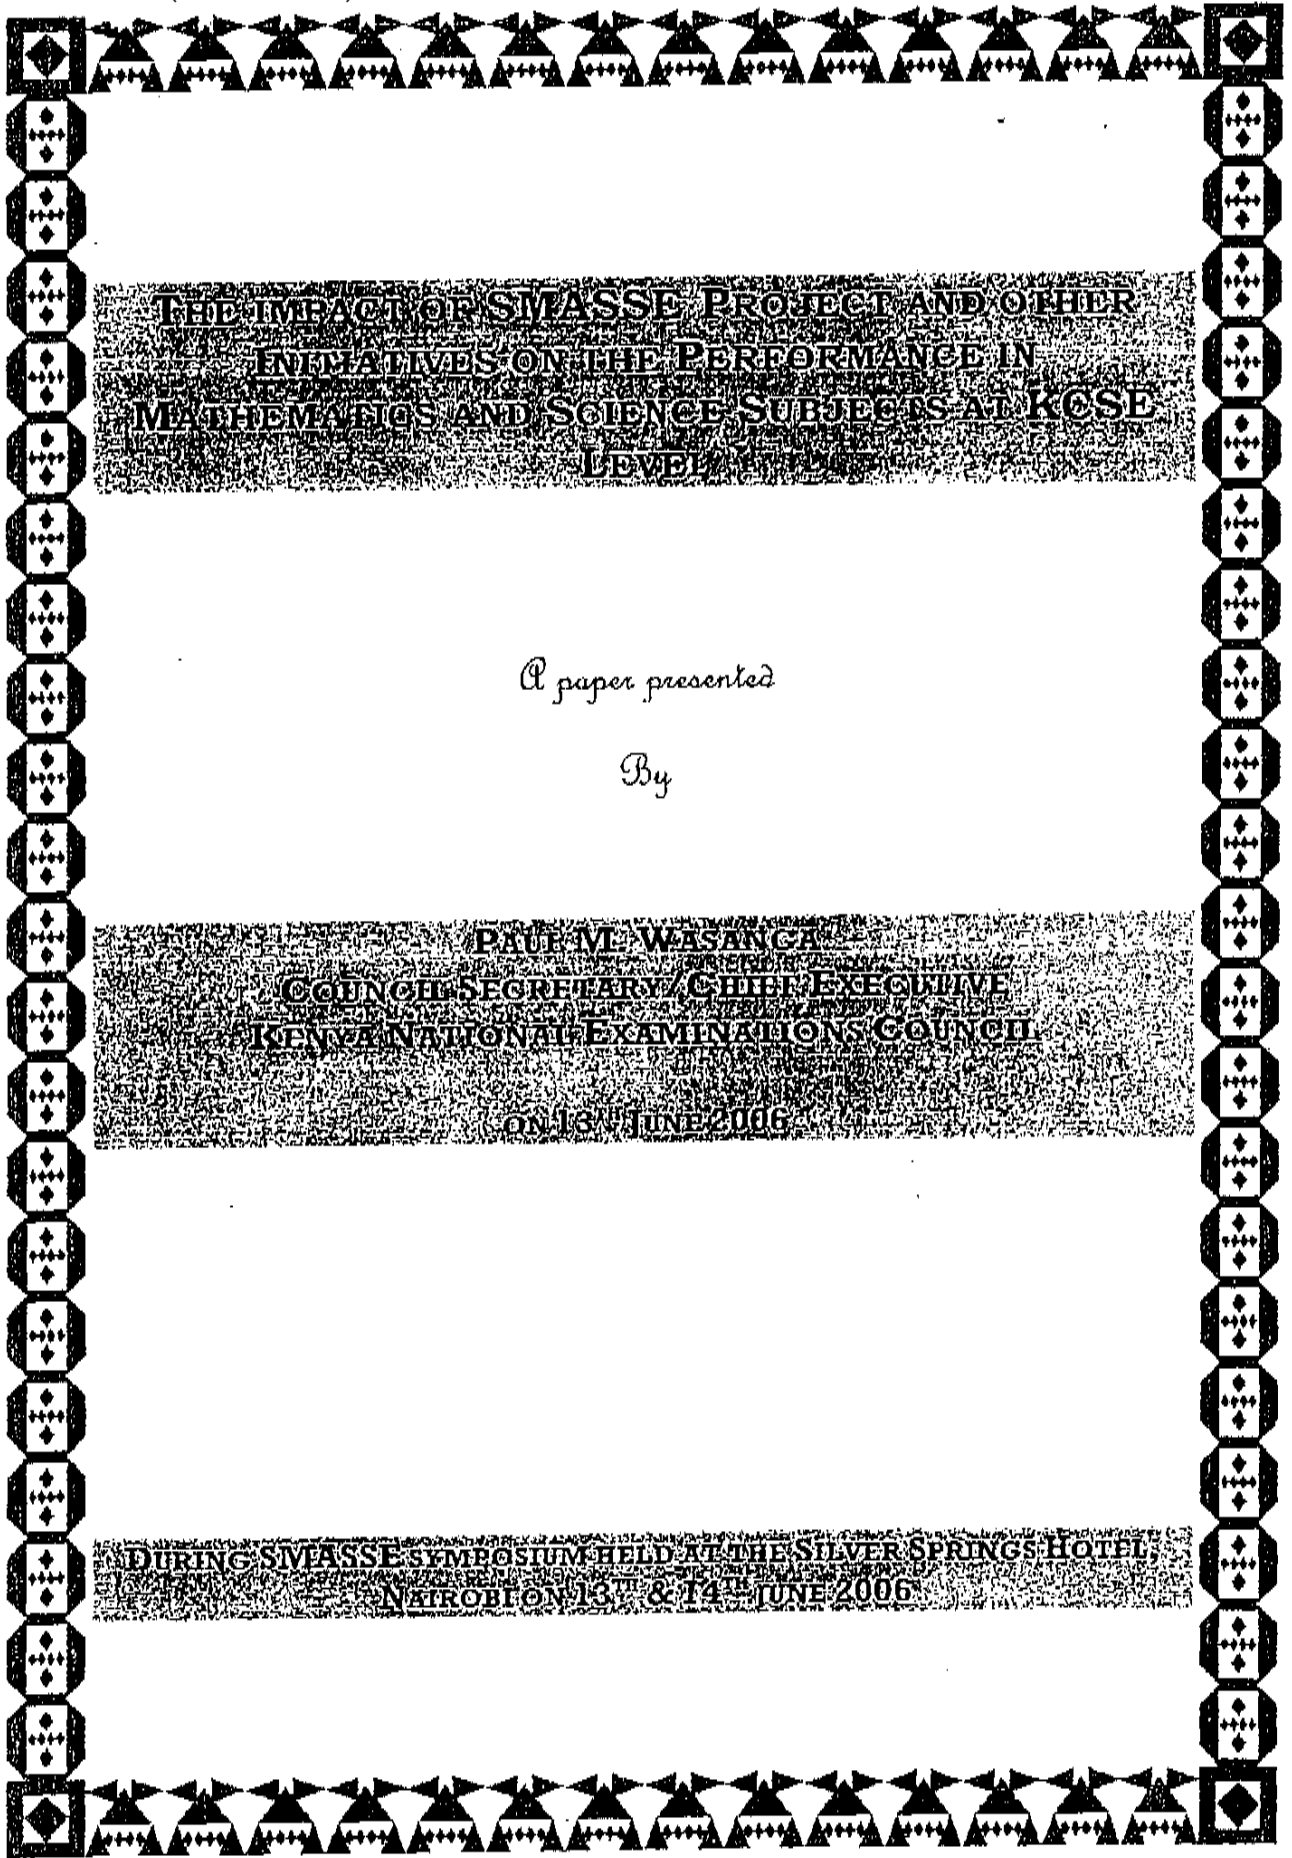 THE IMPACT OF SMASSE PROJECT AND OTHER
INITIATIVES ON THE PERFORMANCE IN
MATHEMATICS AND SCIENCE SUBJECTS AT KCSE
LEVEL
A paper presented
By
PAUL M. WASANGA
COUNCIL SECRETARY/CHIEF EXECUTIVE
KENYA NATIONAL EXAMINATIONS COUNCIL
ON 13TH JUNE 2006
DURING SMASSE SYMPOSIUM HELD AT THE SILVER SPRINGS HOTEL,
NAIROBI ON 13TH & 14TH JUNE 2006